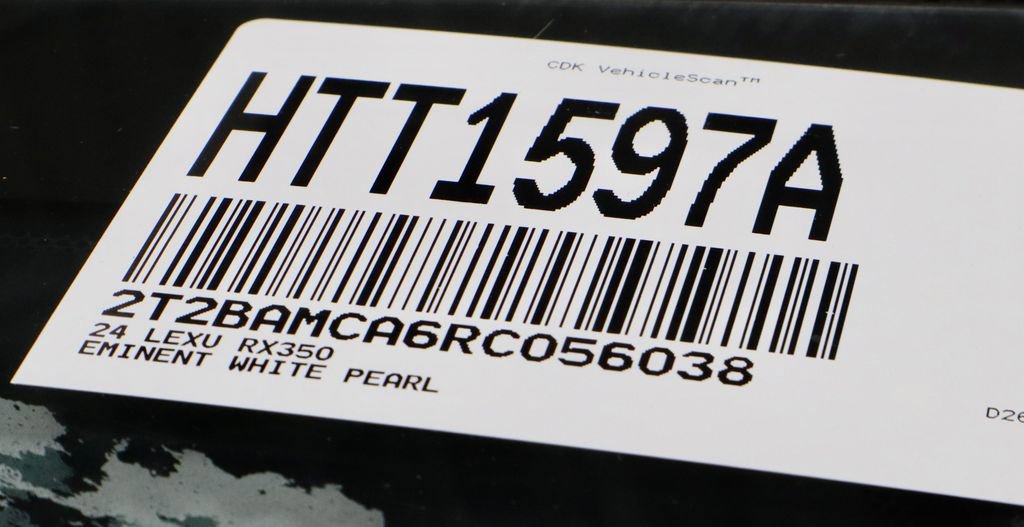 CDK VehicleScan™
HTT1597A
2T2BAMCA6RC056038
24 LEXU RX350
EMINENT WHITE PEARL
D26